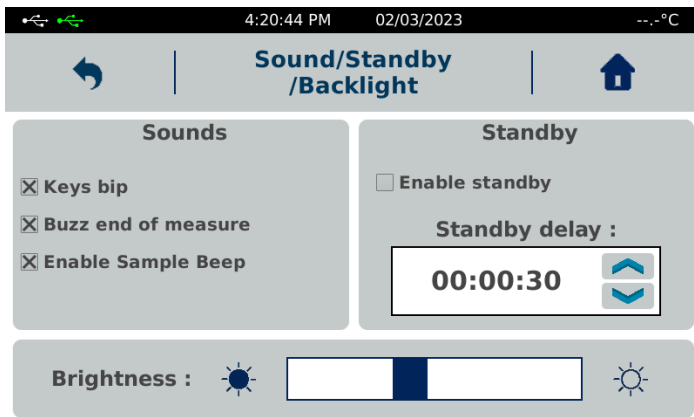 4:20:44 PM 02/03/2023 --.-°C
Sound/Standby
/Backlight
Sounds
Keys bip
Buzz end of measure
Enable Sample Beep
Standby
Enable standby
Standby delay :
00:00:30
Brightness :